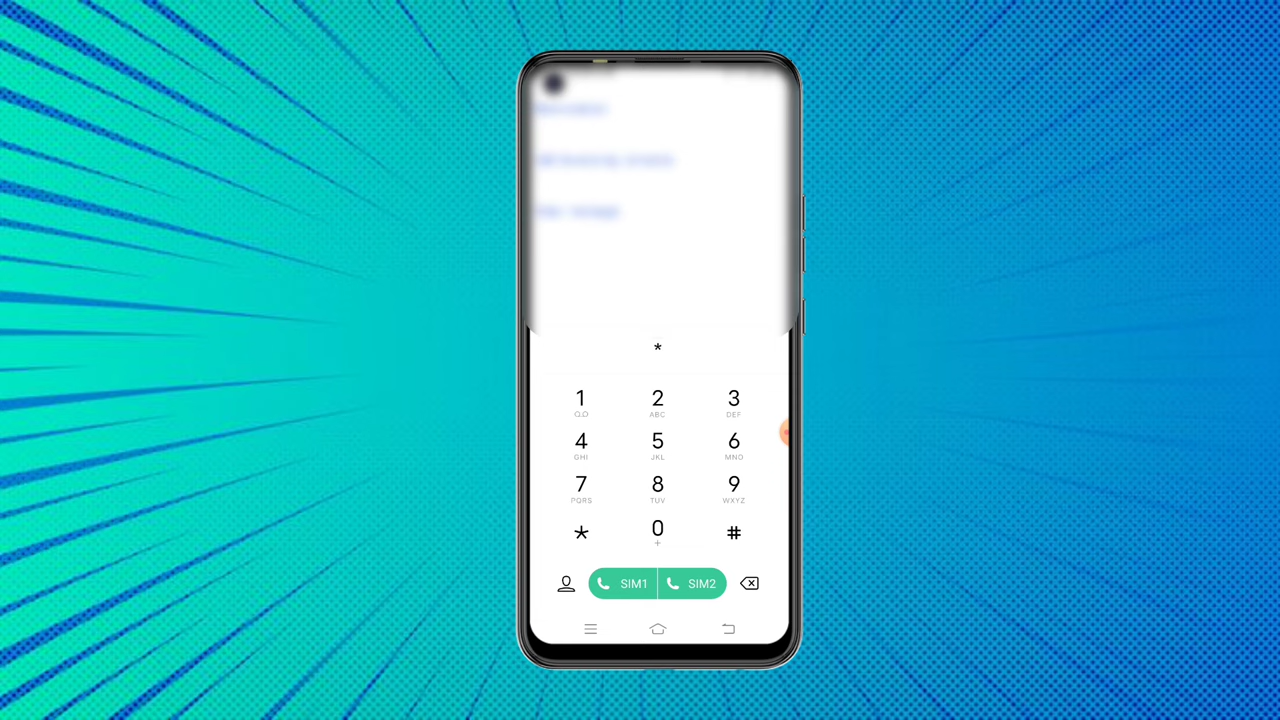 *
1 2 3
ABC DEF
4 5 6
GHI JKL MNO
7 8 9
PQRS TUV WXYZ
* 0 #
+
SIM1 SIM2